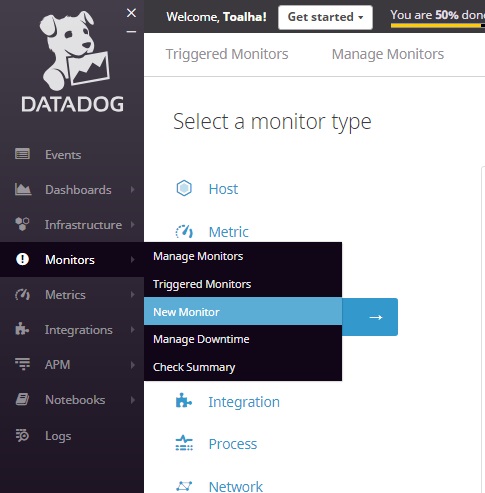 Welcome, Toalha!
Get started
You are 50% done
DATADOG
Triggered Monitors
Manage Monitors
Select a monitor type
Events
Dashboards
Infrastructure
Monitors
Metrics
Integrations
APM
Notebooks
Logs
Manage Monitors
Triggered Monitors
New Monitor
Manage Downtime
Check Summary
Host
Metric
Integration
Process
Network